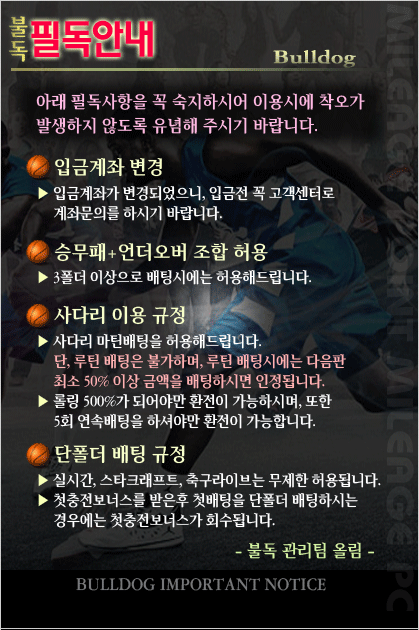 불독 필독안내
Bulldog
아래 필독사항을 꼭 숙지하시어 이용시에 착오가
발생하지 않도록 유념해 주시기 바랍니다.
입금계좌 변경
▶ 입금계좌가 변경되었으니, 입금전 꼭 고객센터로
계좌문의를 하시기 바랍니다.
승무패+언더오버 조합 허용
▶ 3폴더 이상으로 배팅시에는 허용해드립니다.
사다리 이용 규정
▶ 사다리 마틴배팅을 허용해드립니다.
단, 루틴 배팅은 불가하며, 루틴 배팅시에는 다음판
최소 50% 이상 금액을 배팅하시면 인정됩니다.
▶ 롤링 500%가 되어야만 환전이 가능하시며, 또한
5회 연속배팅을 하셔야만 환전이 가능합니다.
단폴더 배팅 규정
▶ 실시간, 스타크래프트, 축구라이브는 무제한 허용됩니다.
▶ 첫충전보너스를 받은후 첫배팅을 단폴더 배팅하시는
경우에는 첫충전보너스가 회수됩니다.
- 불독 관리팀 올림 -
BULLDOG IMPORTANT NOTICE